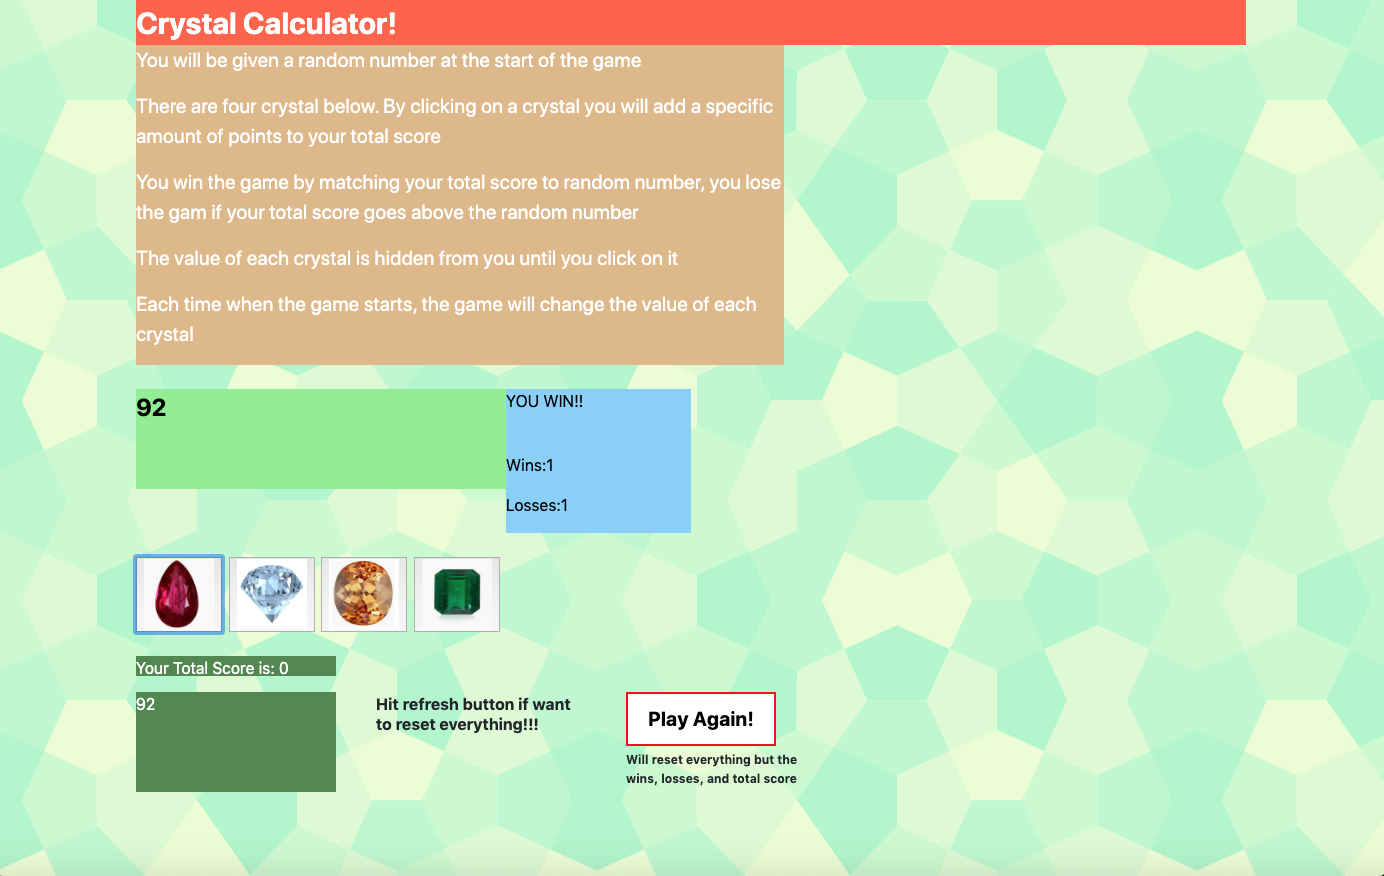 Crystal Calculator!
You will be given a random number at the start of the game
There are four crystal below. By clicking on a crystal you will add a specific
amount of points to your total score
You win the game by matching your total score to random number, you lose
the gam if your total score goes above the random number
The value of each crystal is hidden from you until you click on it
Each time when the game starts, the game will change the value of each
crystal
92
YOU WIN!!
Wins:1
Losses:1
Your Total Score is: 0
92
Hit refresh button if want
to reset everything!!!
Play Again!
Will reset everything but the
wins, losses, and total score